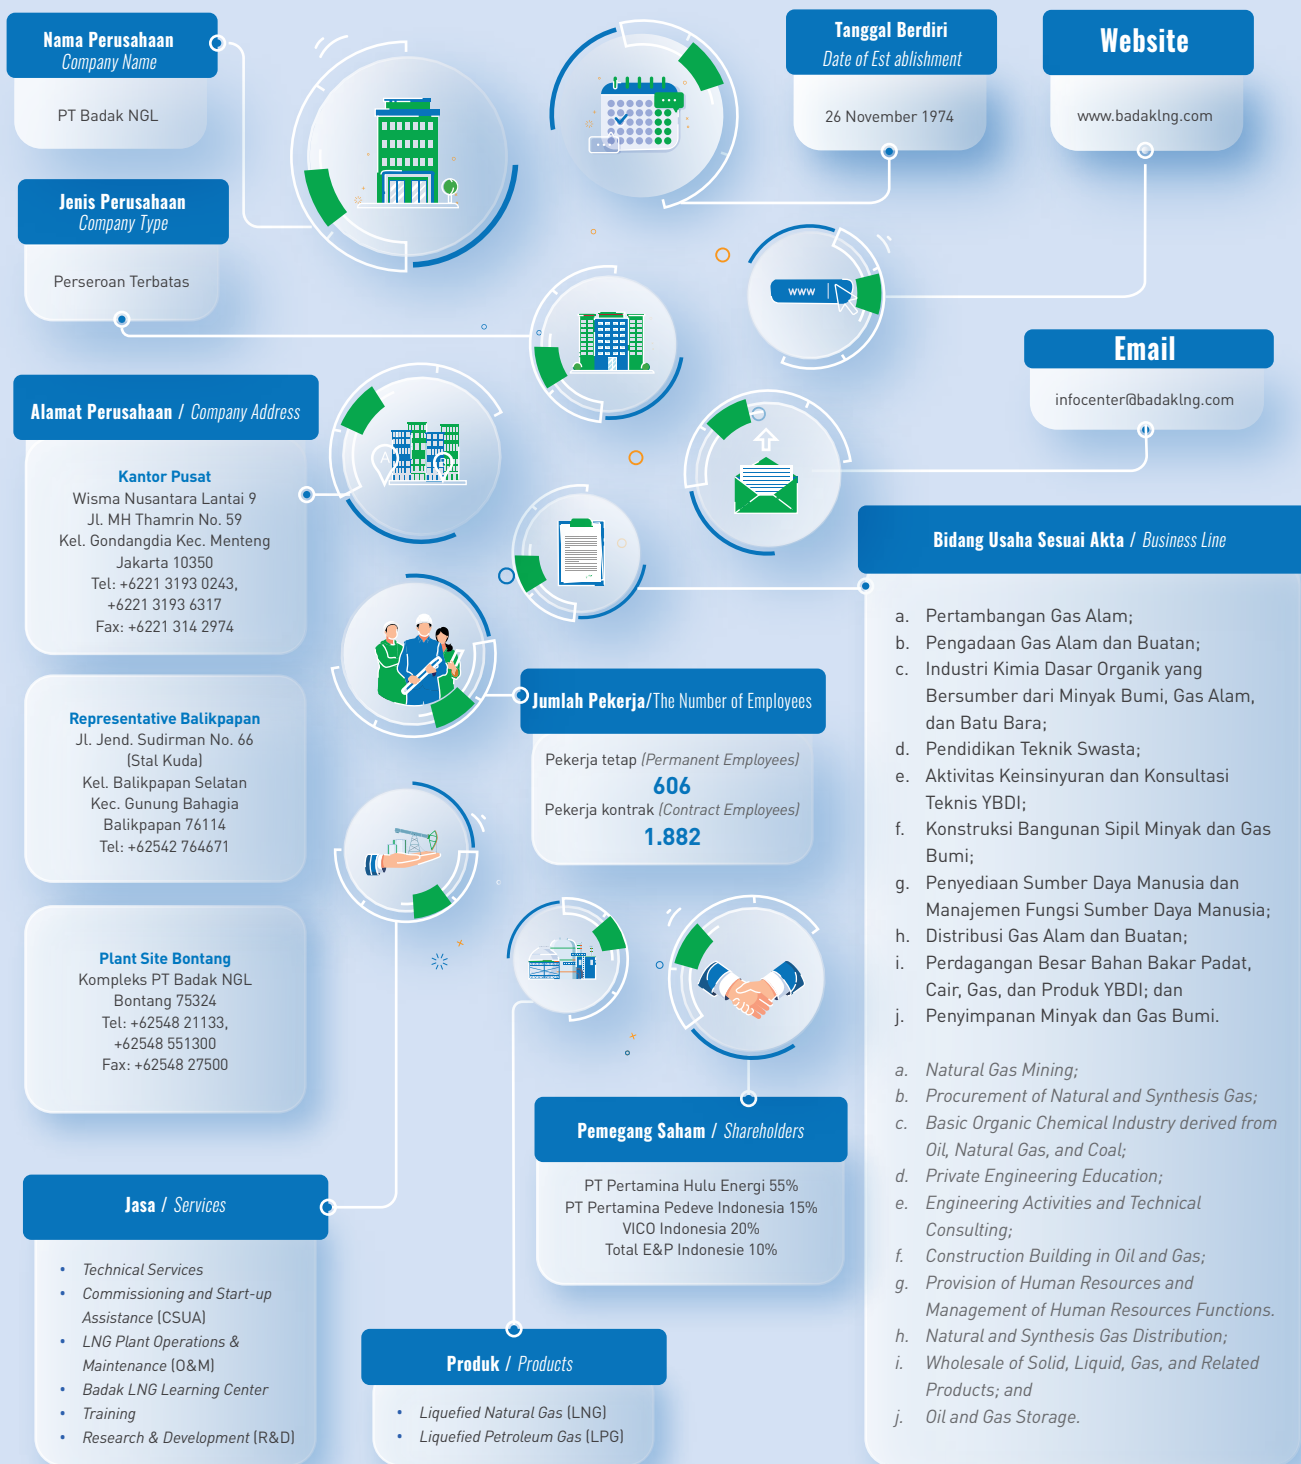 Nama Perusahaan
Company Name
PT Badak NGL
Jenis Perusahaan
Company Type
Perseroan Terbatas
Tanggal Berdiri
Date of Est ablishment
26 November 1974
Website
www.badaklng.com
www
Email
infocenter@badaklng.com
Alamat Perusahaan / Company Address
Kantor Pusat
Wisma Nusantara Lantai 9
Jl. MH Thamrin No. 59
Kel. Gondangdia Kec. Menteng
Jakarta 10350
Tel: +6221 3193 0243,
+6221 3193 6317
Fax: +6221 314 2974
Representative Balikpapan
Jl. Jend. Sudirman No. 66
(Stal Kuda)
Kel. Balikpapan Selatan
Kec. Gunung Bahagia
Balikpapan 76114
Tel: +62542 764671
Plant Site Bontang
Kompleks PT Badak NGL
Bontang 75324
Tel: +62548 21133,
+62548 551300
Fax: +62548 27500
A
B
Jumlah Pekerja/The Number of Employees
Pekerja tetap (Permanent Employees)
606
Pekerja kontrak (Contract Employees)
1.882
Bidang Usaha Sesuai Akta / Business Line
a. Pertambangan Gas Alam;
b. Pengadaan Gas Alam dan Buatan;
c. Industri Kimia Dasar Organik yang
Bersumber dari Minyak Bumi, Gas Alam,
dan Batu Bara;
d. Pendidikan Teknik Swasta;
e. Aktivitas Keinsinyuran dan Konsultasi
Teknis YBDI;
f. Konstruksi Bangunan Sipil Minyak dan Gas
Bumi;
g. Penyediaan Sumber Daya Manusia dan
Manajemen Fungsi Sumber Daya Manusia;
h. Distribusi Gas Alam dan Buatan;
i. Perdagangan Besar Bahan Bakar Padat,
Cair, Gas, dan Produk YBDI; dan
j. Penyimpanan Minyak dan Gas Bumi.
a. Natural Gas Mining;
b. Procurement of Natural and Synthesis Gas;
c. Basic Organic Chemical Industry derived from
Oil, Natural Gas, and Coal;
d. Private Engineering Education;
e. Engineering Activities and Technical
Consulting;
f. Construction Building in Oil and Gas;
g. Provision of Human Resources and
Management of Human Resources Functions.
h. Natural and Synthesis Gas Distribution;
i. Wholesale of Solid, Liquid, Gas, and Related
Products; and
j. Oil and Gas Storage.
Pemegang Saham / Shareholders
PT Pertamina Hulu Energi 55%
PT Pertamina Pedeve Indonesia 15%
VICO Indonesia 20%
Total E&P Indonesie 10%
Jasa / Services
• Technical Services
• Commissioning and Start-up
Assistance (CSUA)
• LNG Plant Operations &
Maintenance (O&M)
• Badak LNG Learning Center
• Training
• Research & Development (R&D)
Produk / Products
• Liquefied Natural Gas (LNG)
• Liquefied Petroleum Gas (LPG)